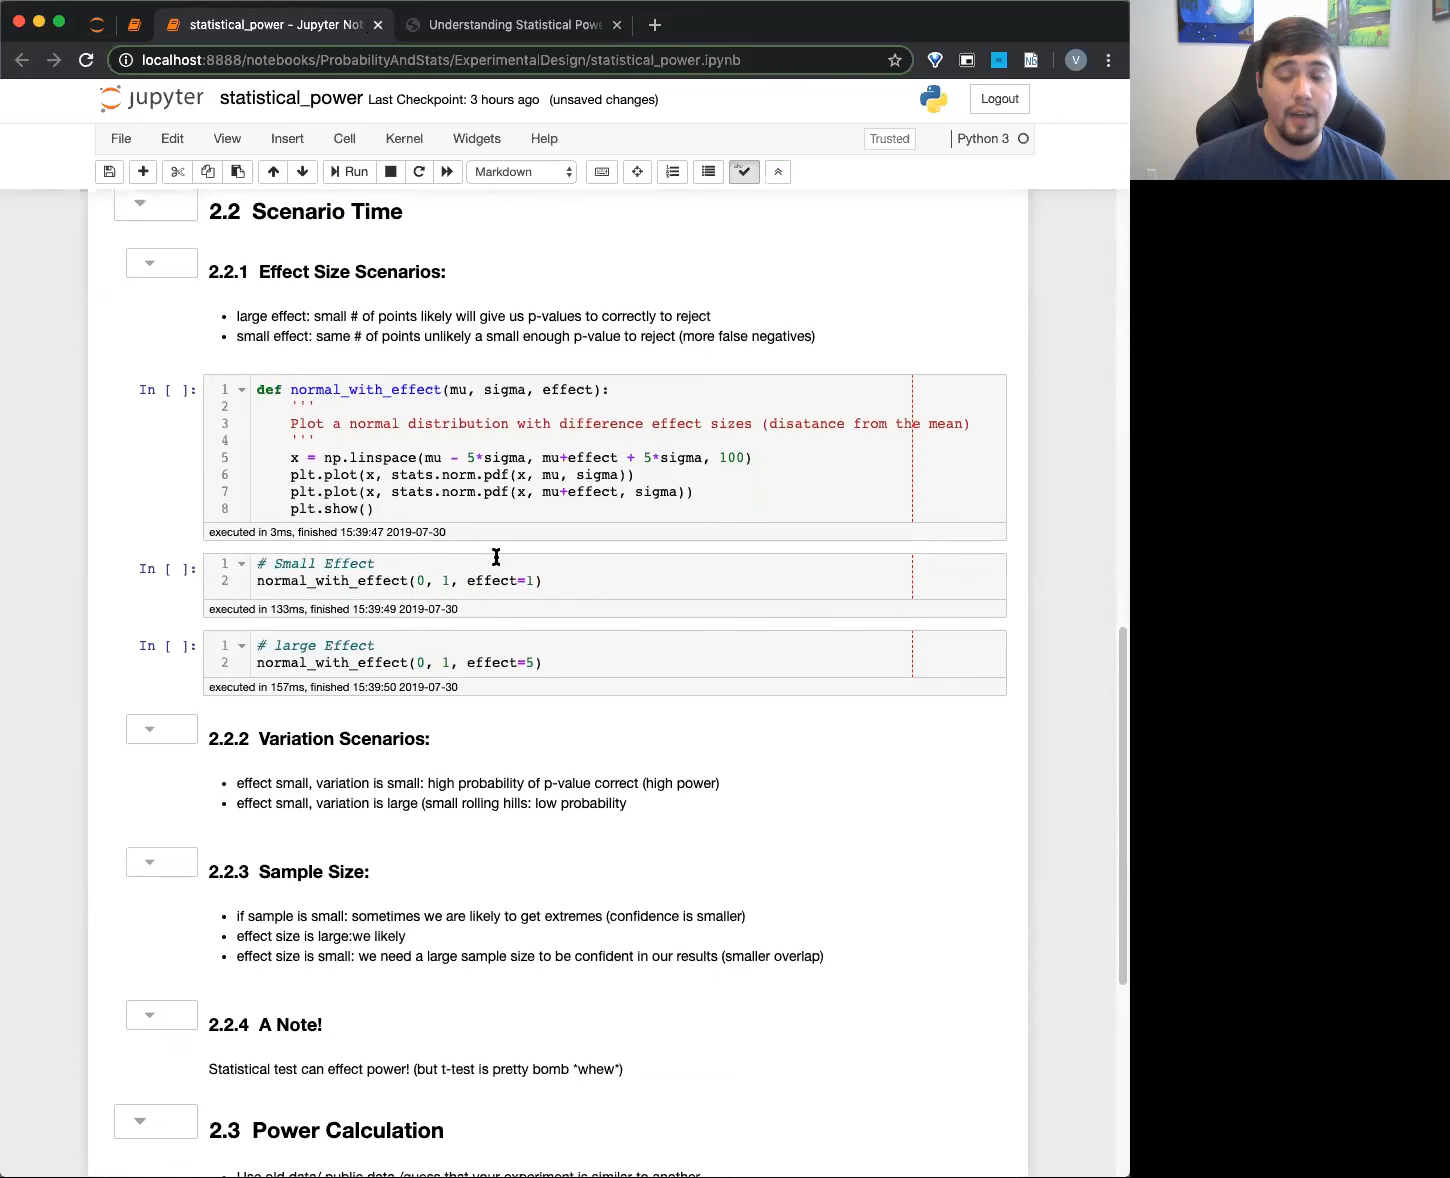 statistical_power - Jupyter Not
Understanding Statistical Powe
localhost:8888/notebooks/ProbabilityAndStats/ExperimentalDesign/statistical_power.ipynb
V
jupyter statistical_power Last Checkpoint: 3 hours ago (unsaved changes)
Logout
File Edit View Insert Cell Kernel Widgets Help
Trusted
Python 3
Run
Markdown
2.2 Scenario Time
2.2.1 Effect Size Scenarios:
• large effect: small # of points likely will give us p-values to correctly to reject
• small effect: same # of points unlikely a small enough p-value to reject (more false negatives)
In [ ]:
1 def normal_with_effect(mu, sigma, effect):
2 '''
3 Plot a normal distribution with difference effect sizes (disatance from the mean)
4 '''
5 x = np.linspace(mu - 5*sigma, mu+effect + 5*sigma, 100)
6 plt.plot(x, stats.norm.pdf(x, mu, sigma))
7 plt.plot(x, stats.norm.pdf(x, mu+effect, sigma))
8 plt.show()
executed in 3ms, finished 15:39:47 2019-07-30
In [ ]:
1 # Small Effect
2 normal_with_effect(0, 1, effect=1)
executed in 133ms, finished 15:39:49 2019-07-30
In [ ]:
1 # large Effect
2 normal_with_effect(0, 1, effect=5)
executed in 157ms, finished 15:39:50 2019-07-30
2.2.2 Variation Scenarios:
• effect small, variation is small: high probability of p-value correct (high power)
• effect small, variation is large (small rolling hills: low probability
2.2.3 Sample Size:
• if sample is small: sometimes we are likely to get extremes (confidence is smaller)
• effect size is large:we likely
• effect size is small: we need a large sample size to be confident in our results (smaller overlap)
2.2.4 A Note!
Statistical test can effect power! (but t-test is pretty bomb *whew*)
2.3 Power Calculation
• Use old data/ public data /guess that your experiment is similar to another